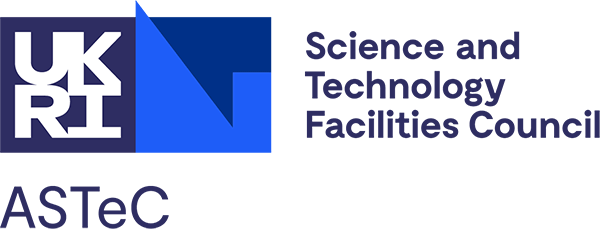 UK
RI
Science and
Technology
Facilities Council
ASTeC